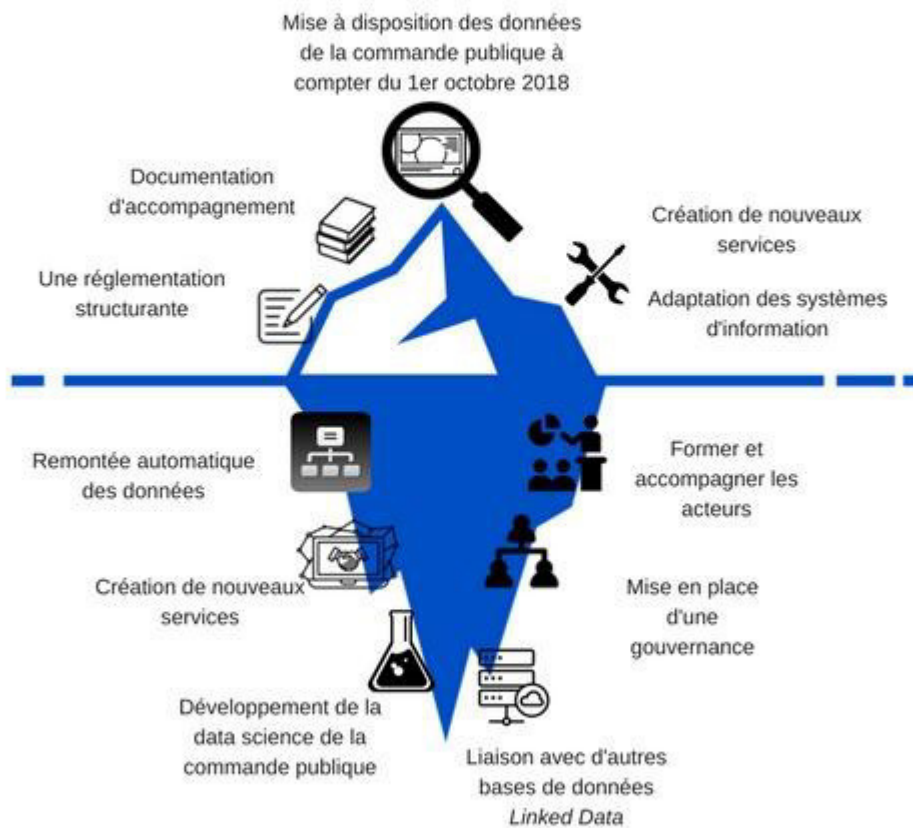 Mise à disposition des données
de la commande publique à
compter du 1er octobre 2018
Documentation
d'accompagnement
Une réglementation
structurante
Création de nouveaux
services
Adaptation des systèmes
d'information
Remontée automatique
des données
Former et
accompagner les
acteurs
Création de nouveaux
services
Mise en place
d'une
gouvernance
Développement de la
data science de la
commande publique
Liaison avec d'autres
bases de données
Linked Data